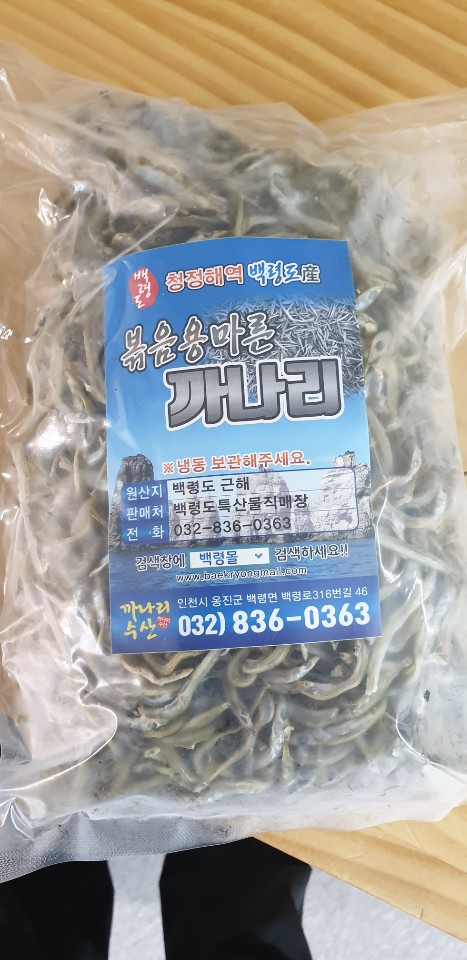 백령도
청정해역 백령도産
볶음용 마른
까나리
※냉동 보관해주세요.
원산지 백령도 근해
판매처 백령도특산물직매장
전 화 032-836-0363
검색창에 백령몰 검색하세요!!
www.baekryongmall.com
까나리
수산
인천시 옹진군 백령면 백령로316번길 46
032) 836-0363